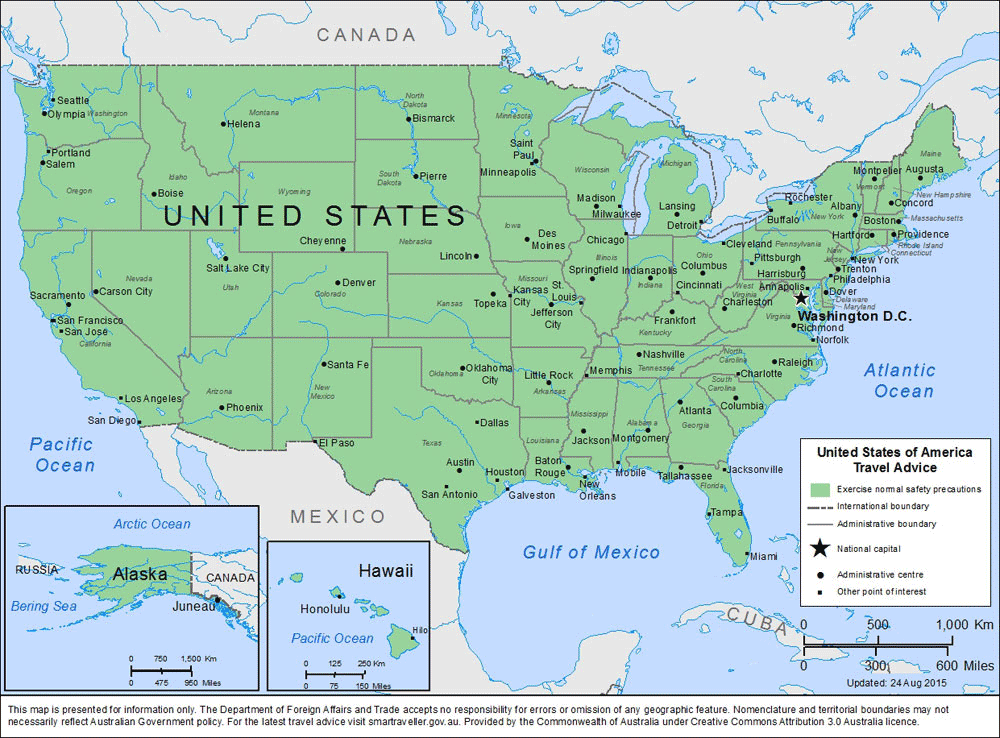 CANADA
Seattle
Olympia
Washington
Portland
Salem
Oregon
Helena
Montana
Idaho
Boise
North
Dakota
Bismarck
South
Dakota
Pierre
Minnesota
Saint
Paul
Minneapolis
Wisconsin
Madison
Milwaukee
Michigan
Lansing
Detroit
Maine
Montpelier
Augusta
Vermont
New Hampshire
Concord
Rochester
Buffalo
New York
Albany
Boston
Massachusetts
Hartford
Providence
Rhode Island
Connecticut
UNITED STATES
Wyoming
Cheyenne
Nebraska
Lincoln
Iowa
Des
Moines
Chicago
Illinois
Springfield
Indianapolis
Indiana
Ohio
Columbus
Cincinnati
Cleveland
Pennsylvania
Pittsburgh
Harrisburg
New
Jersey
New York
Trenton
Philadelphia
Annapolis
Dover
Delaware
Maryland
Washington D.C.
West
Virginia
Charleston
Virginia
Richmond
Norfolk
Salt Lake City
Utah
Nevada
Carson City
Sacramento
San Francisco
San José
California
Denver
Colorado
Kansas
Topeka
Kansas
City
Missouri
St.
Louis
Jefferson
City
Frankfort
Kentucky
Nashville
Tennessee
Memphis
North
Carolina
Raleigh
Charlotte
South
Carolina
Columbia
Atlanta
Georgia
Los Angeles
San Diego
Arizona
Phoenix
Santa Fe
New
Mexico
El Paso
Oklahoma
Oklahoma
City
Little Rock
Arkansas
Mississippi
Jackson
Alabama
Montgomery
Dallas
Texas
Louisiana
Austin
San Antonio
Houston
Galveston
Baton
Rouge
New
Orleans
Mobile
Tallahassee
Jacksonville
Florida
Tampa
Miami
Pacific
Ocean
Atlantic
Ocean
MEXICO
Gulf of Mexico
CUBA
Arctic Ocean
RUSSIA
Alaska
CANADA
Bering Sea
Juneau
0 750 1,500 Km
0 475 950 Miles
Hawaii
Honolulu
Pacific Ocean
Hilo
0 125 250 Km
0 75 150 Miles
United States of America
Travel Advice
Exercise normal safety precautions
International boundary
Administrative boundary
National capital
Administrative centre
Other point of interest
0 500 1,000 Km
0 300 600 Miles
Updated: 24 Aug 2015
This map is presented for information only. The Department of Foreign Affairs and Trade accepts no responsibility for errors or omission of any geographic feature. Nomenclature and territorial boundaries may not
necessarily reflect Australian Government policy. For the latest travel advice visit smartraveller.gov.au. Provided by the Commonwealth of Australia under Creative Commons Attribution 3.0 Australia licence.